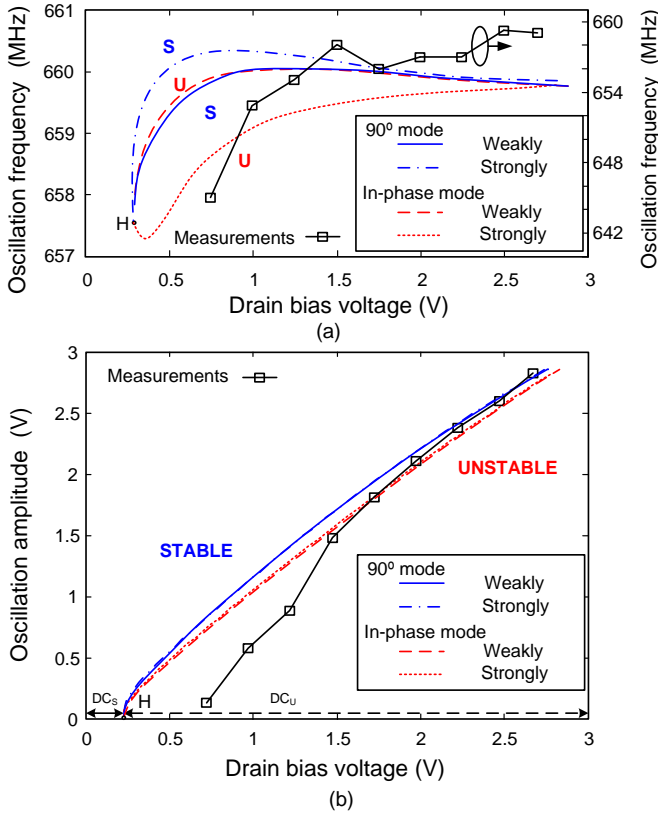 661
660
659
658
657
Oscillation frequency (MHz)
S
U
S
U
H
Measurements
90º mode
Weakly
Strongly
In-phase mode
Weakly
Strongly
660
654
648
642
Oscillation frequency (MHz)
0
0.5
1
1.5
2
2.5
3
Drain bias voltage (V)
(a)
3
2.5
2
1.5
1
0.5
0
Oscillation amplitude (V)
Measurements
STABLE
UNSTABLE
90º mode
Weakly
Strongly
In-phase mode
Weakly
Strongly
DCS
H
DCU
0
0.5
1
1.5
2
2.5
3
Drain bias voltage (V)
(b)